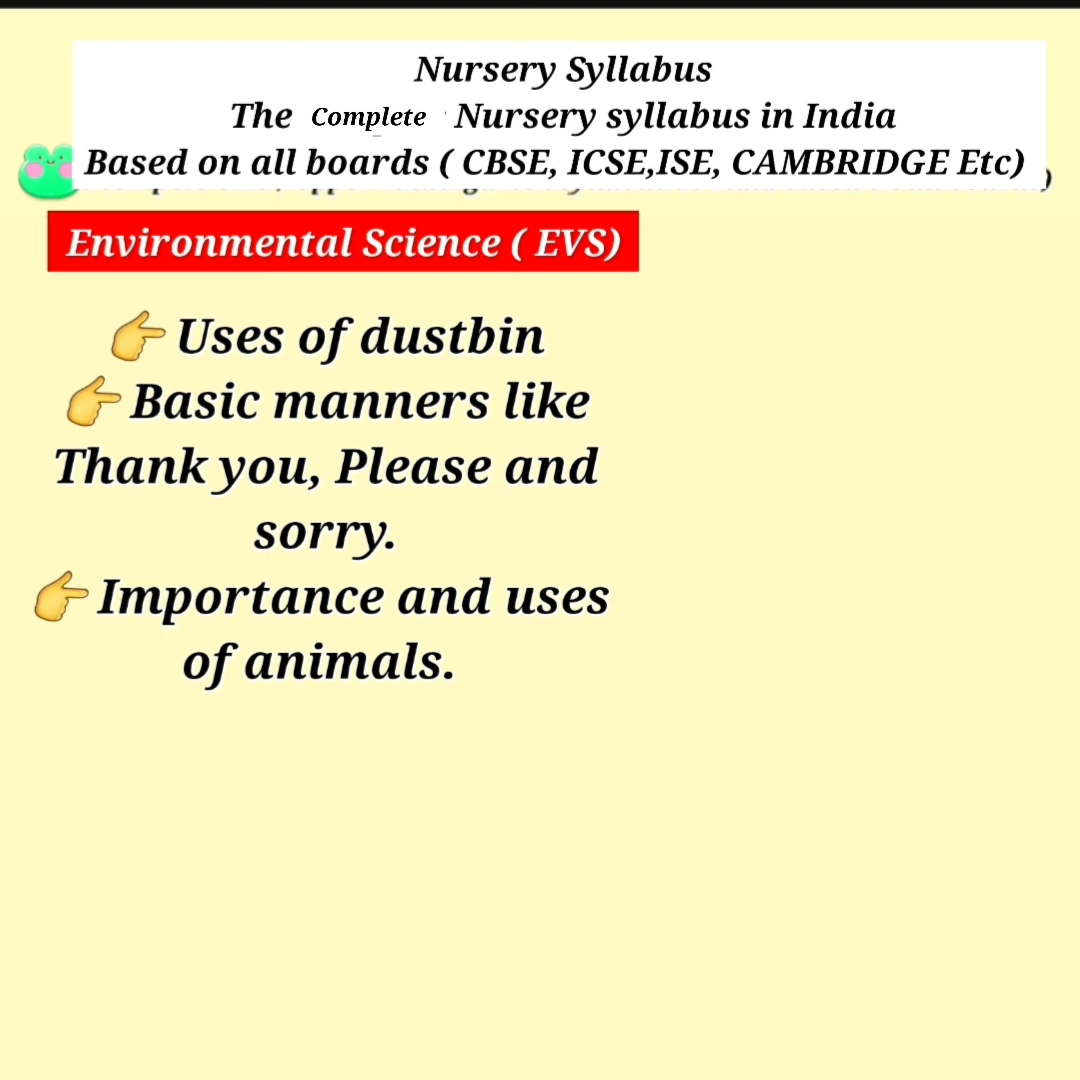 Nursery Syllabus
The Complete Nursery syllabus in India
Based on all boards ( CBSE, ICSE,ISE, CAMBRIDGE Etc)
Environmental Science ( EVS)
👉 Uses of dustbin
👉 Basic manners like
Thank you, Please and
sorry.
👉 Importance and uses
of animals.